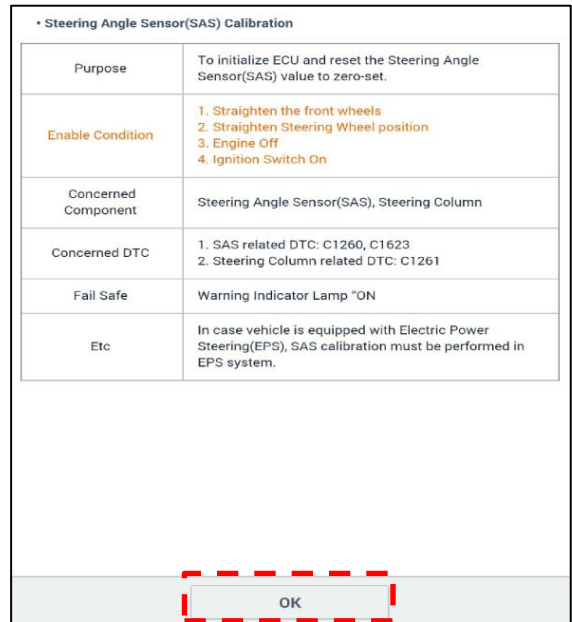 • Steering Angle Sensor(SAS) Calibration
Purpose
To initialize ECU and reset the Steering Angle
Sensor(SAS) value to zero-set.
Enable Condition
1. Straighten the front wheels
2. Straighten Steering Wheel position
3. Engine Off
4. Ignition Switch On
Concerned
Component
Steering Angle Sensor(SAS), Steering Column
Concerned DTC
1. SAS related DTC: C1260, C1623
2. Steering Column related DTC: C1261
Fail Safe
Warning Indicator Lamp "ON
Etc
In case vehicle is equipped with Electric Power
Steering(EPS), SAS calibration must be performed in
EPS system.
OK